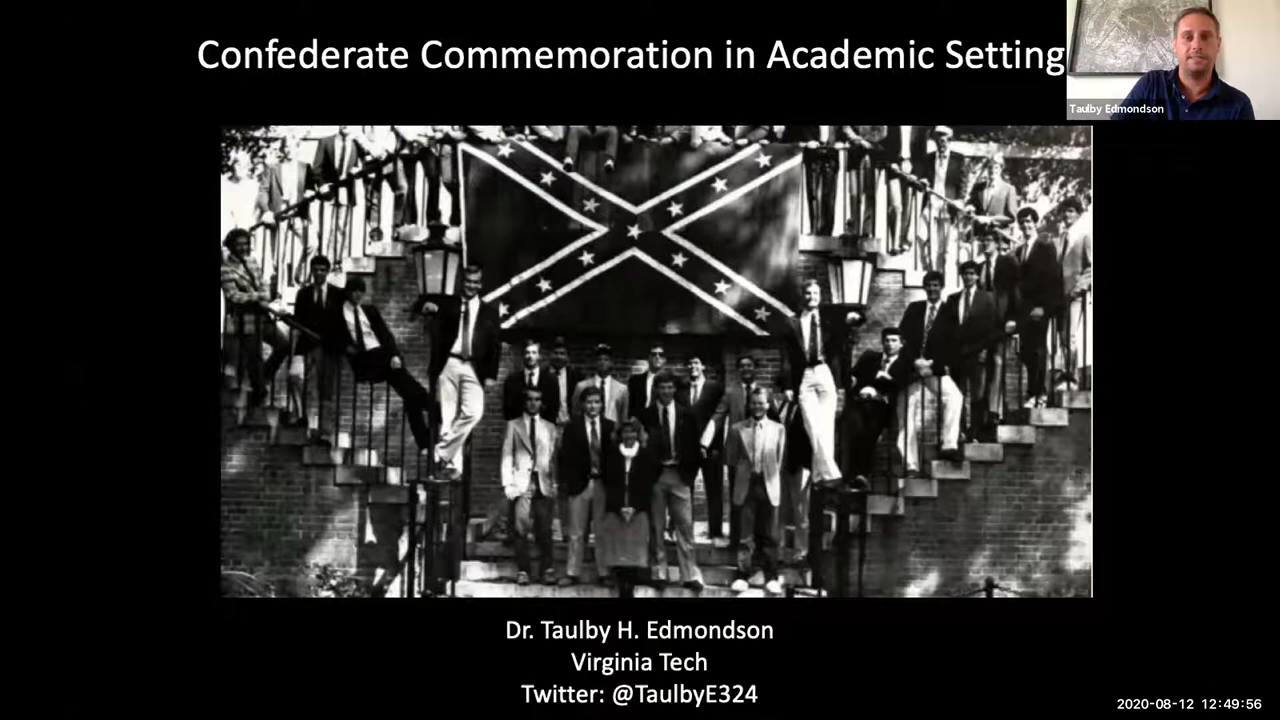 Confederate Commemoration in Academic Setting
Taulby Edmondson
Dr. Taulby H. Edmondson
Virginia Tech
Twitter: @TaulbyE324
2020-08-12 12:49:56